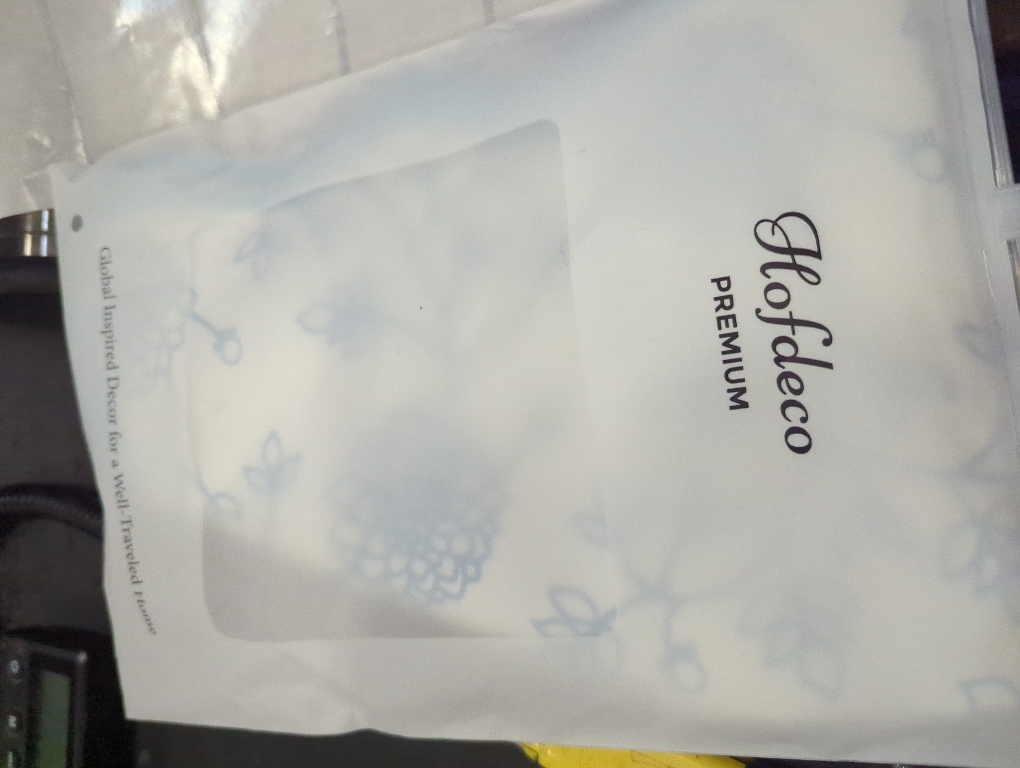 Hofdeco
PREMIUM
Global Inspired Decor for a Well-Traveled Home